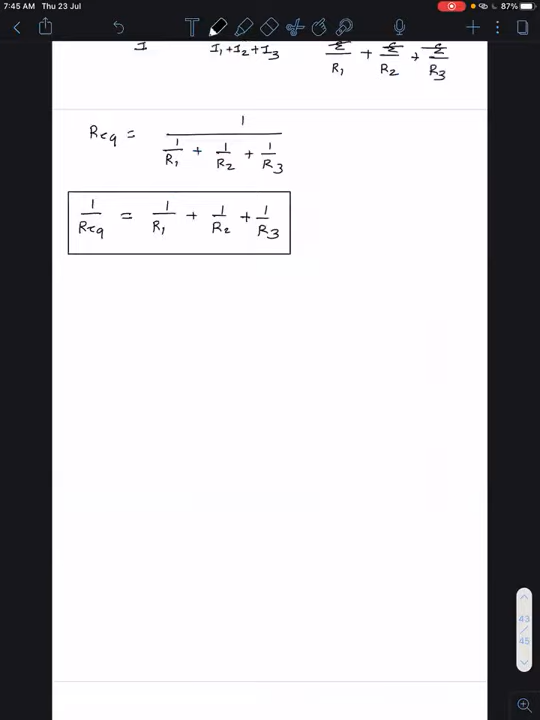 7:45 AM Thu 23 Jul 87%
I I₁+I₂+I₃ ℰ/R₁ + ℰ/R₂ + ℰ/R₃
Req = 1/(1/R₁ + 1/R₂ + 1/R₃)
1/Req = 1/R₁ + 1/R₂ + 1/R₃
43
/
45